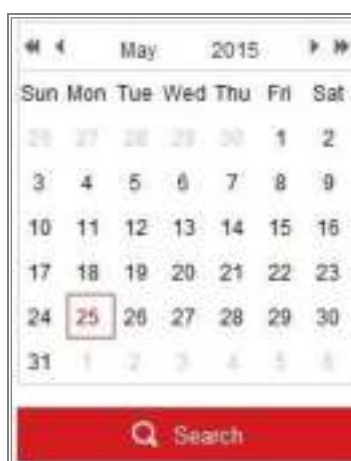 May 2015
Sun Mon Tue Wed Thu Fri Sat
26 27 28 29 30 1 2
3 4 5 6 7 8 9
10 11 12 13 14 15 16
17 18 19 20 21 22 23
24 25 26 27 28 29 30
31 1 2 3 4 5 6
Search